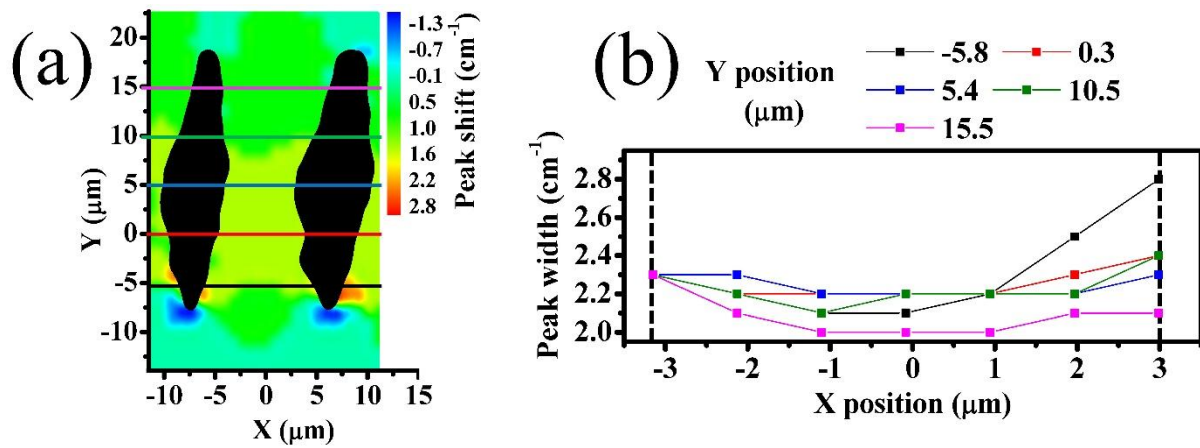 (a)
20
15
10
5
0
-5
-10
Y (μm)
-10 -5 0 5 10 15
X (μm)
-1.3
-0.7
-0.1
0.5
1.0
1.6
2.2
2.8
Peak shift (cm⁻¹)
(b)
Y position
(μm)
-5.8 0.3
5.4 10.5
15.5
2.8
2.6
2.4
2.2
2.0
Peak width (cm⁻¹)
-3 -2 -1 0 1 2 3
X position (μm)